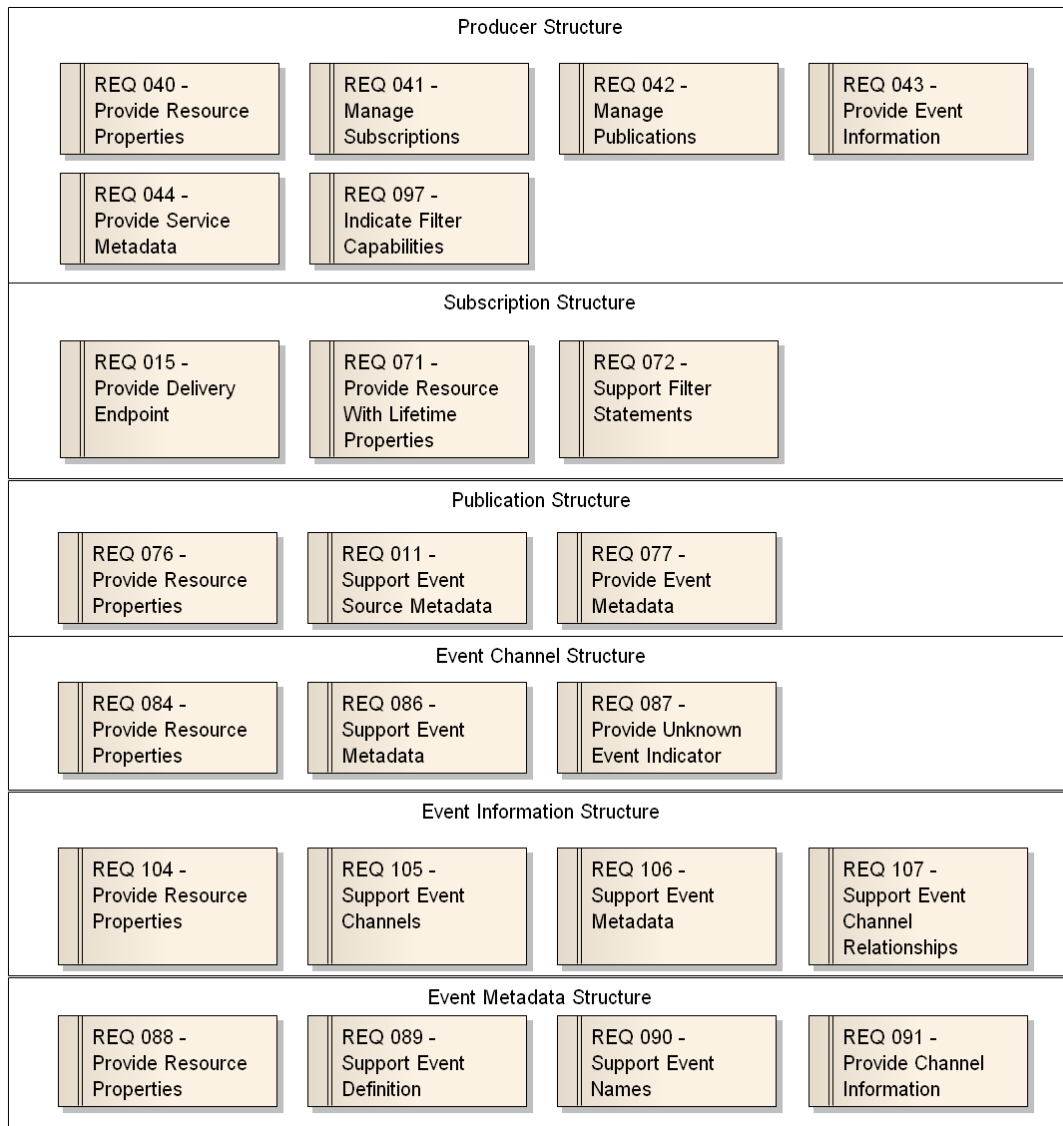 Producer Structure
REQ 040 -
Provide Resource
Properties
REQ 041 -
Manage
Subscriptions
REQ 042 -
Manage
Publications
REQ 043 -
Provide Event
Information
REQ 044 -
Provide Service
Metadata
REQ 097 -
Indicate Filter
Capabilities
Subscription Structure
REQ 015 -
Provide Delivery
Endpoint
REQ 071 -
Provide Resource
With Lifetime
Properties
REQ 072 -
Support Filter
Statements
Publication Structure
REQ 076 -
Provide Resource
Properties
REQ 011 -
Support Event
Source Metadata
REQ 077 -
Provide Event
Metadata
Event Channel Structure
REQ 084 -
Provide Resource
Properties
REQ 086 -
Support Event
Metadata
REQ 087 -
Provide Unknown
Event Indicator
Event Information Structure
REQ 104 -
Provide Resource
Properties
REQ 105 -
Support Event
Channels
REQ 106 -
Support Event
Metadata
REQ 107 -
Support Event
Channel
Relationships
Event Metadata Structure
REQ 088 -
Provide Resource
Properties
REQ 089 -
Support Event
Definition
REQ 090 -
Support Event
Names
REQ 091 -
Provide Channel
Information